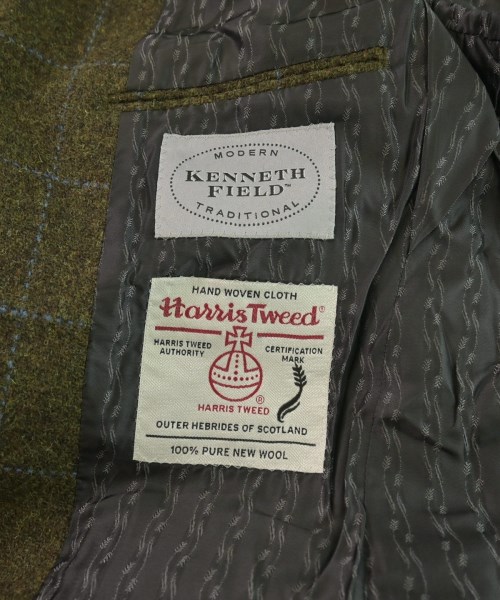 MODERN
KENNETH
FIELD™
TRADITIONAL
HAND WOVEN CLOTH
Harris Tweed®
HARRIS TWEED
AUTHORITY
CERTIFICATION
MARK
®
HARRIS TWEED
OUTER HEBRIDES OF SCOTLAND
100% PURE NEW WOOL